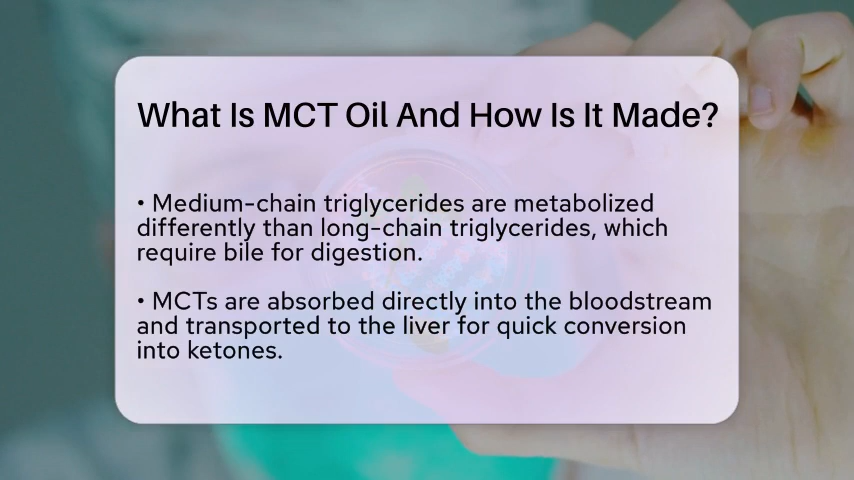 What Is MCT Oil And How Is It Made?
• Medium-chain triglycerides are metabolized
differently than long-chain triglycerides, which
require bile for digestion.
• MCTs are absorbed directly into the bloodstream
and transported to the liver for quick conversion
into ketones.